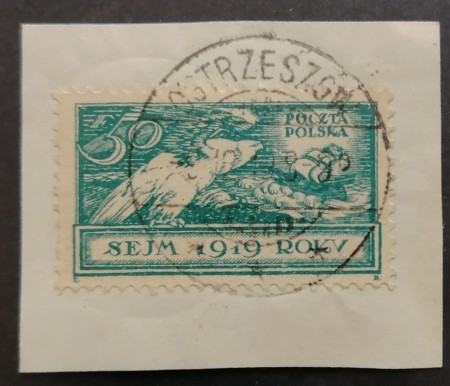 OSTRZESZÓW
F 50
POCZTA
POLSKA
SEJM 1919 ROKV